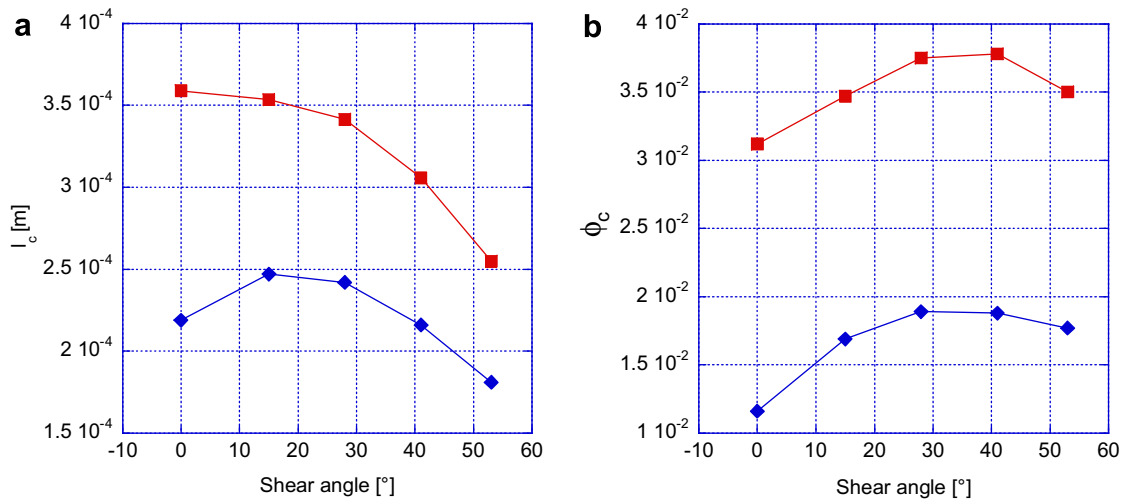 a
4 10-4
3.5 10-4
3 10-4
2.5 10-4
2 10-4
1.5 10-4
l_c [m]
-10 0 10 20 30 40 50 60
Shear angle [°]
b
4 10-2
3.5 10-2
3 10-2
2.5 10-2
2 10-2
1.5 10-2
1 10-2
ϕc
-10 0 10 20 30 40 50 60
Shear angle [°]